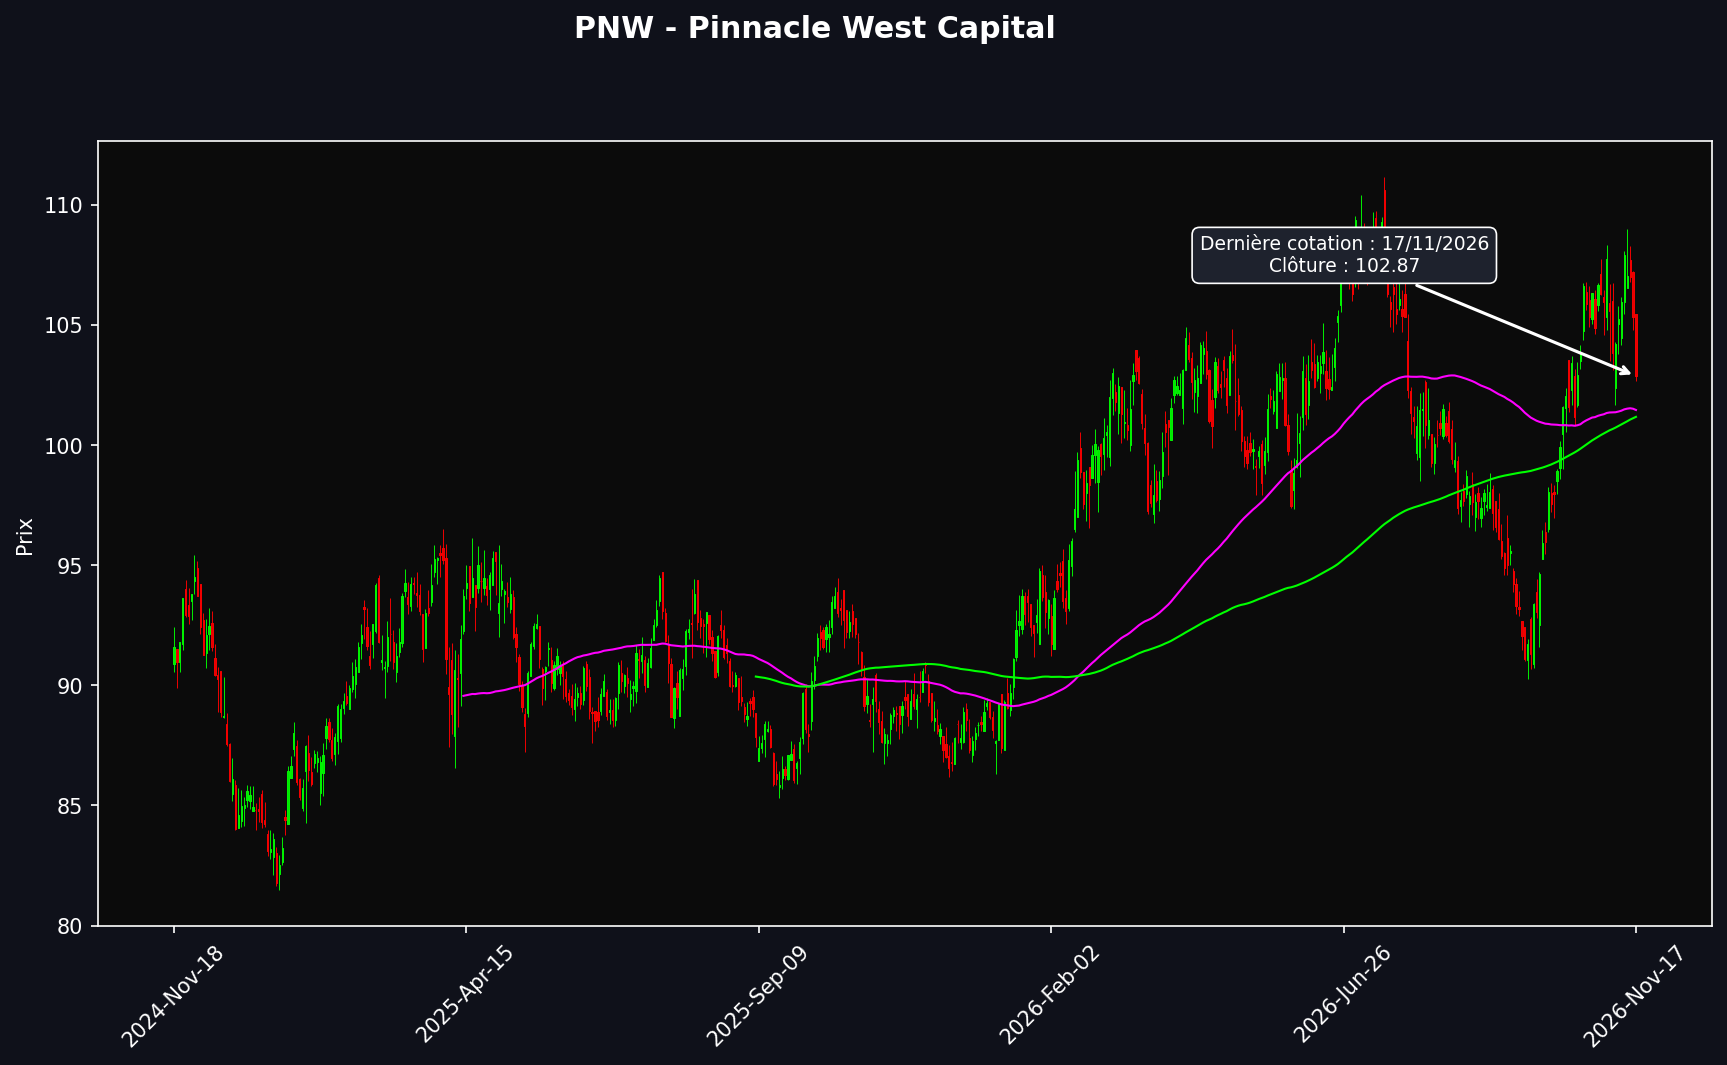 PNW - Pinnacle West Capital
Dernière cotation : 17/11/2026
Clôture : 102.87
Prix
110
105
100
95
90
85
80
2024-Nov-18
2025-Apr-15
2025-Sep-09
2026-Feb-02
2026-Jun-26
2026-Nov-17